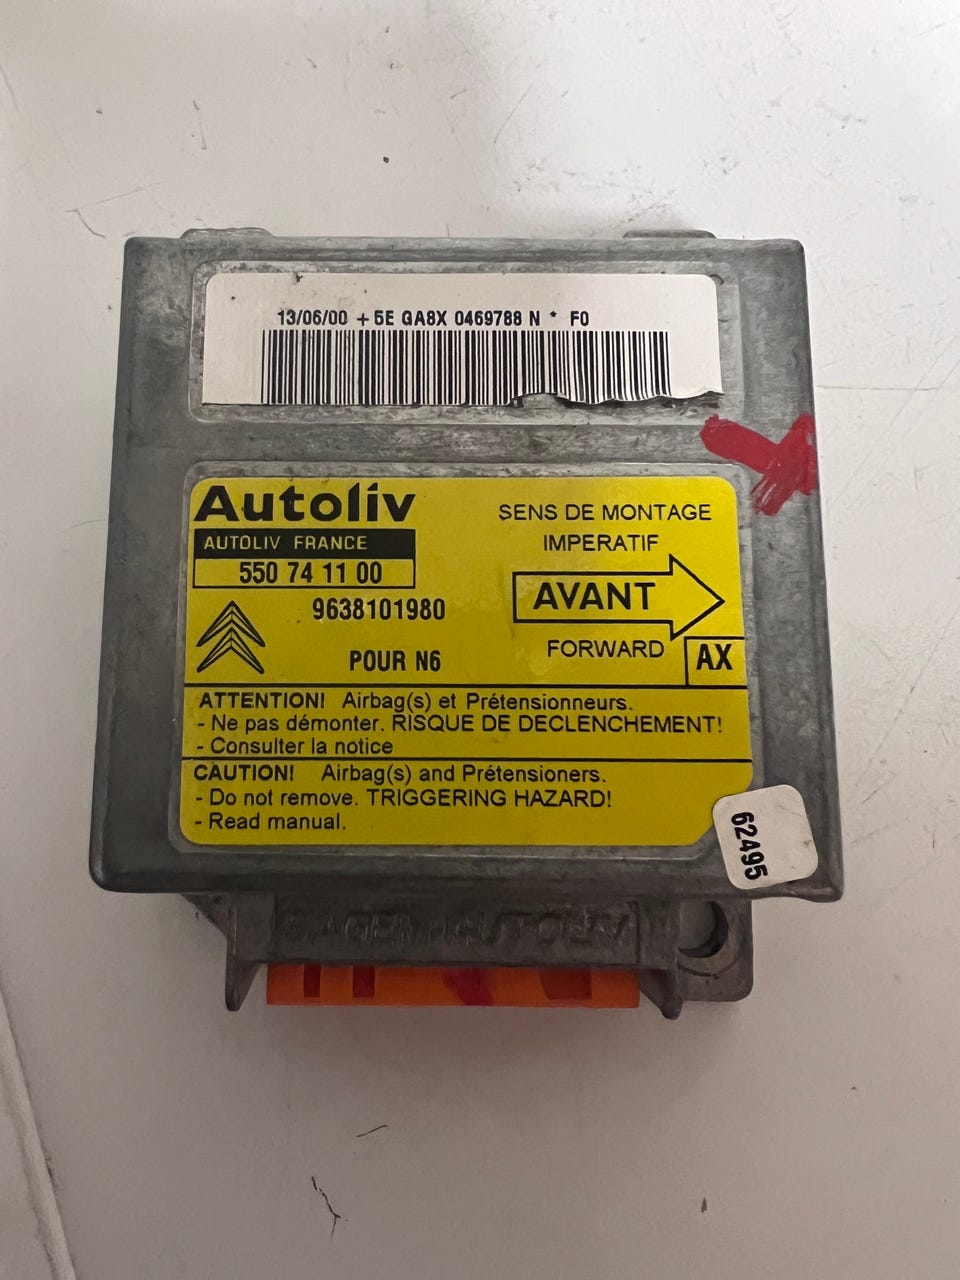 13/06/00 + 5E GA8X 0469788 N * F0
Autoliv
AUTOLIV FRANCE
550 74 11 00
9638101980
POUR N6
SENS DE MONTAGE
IMPERATIF
AVANT
FORWARD
AX
ATTENTION! Airbag(s) et Prétensionneurs.
- Ne pas démonter. RISQUE DE DECLENCHEMENT!
- Consulter la notice
CAUTION! Airbag(s) and Prétensioners.
- Do not remove. TRIGGERING HAZARD!
- Read manual.
62495
SAGEM AUTOLIV